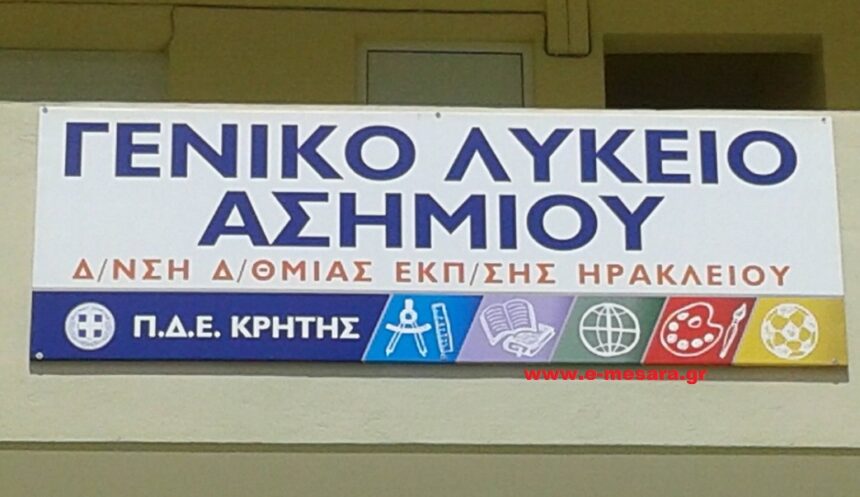 ΓΕΝΙΚΟ ΛΥΚΕΙΟ
ΑΣΗΜΙΟΥ
Δ/ΝΣΗ Δ/ΘΜΙΑΣ ΕΚΠ/ΣΗΣ ΗΡΑΚΛΕΙΟΥ
Π.Δ.Ε. ΚΡΗΤΗΣ
www.e-mesara.gr